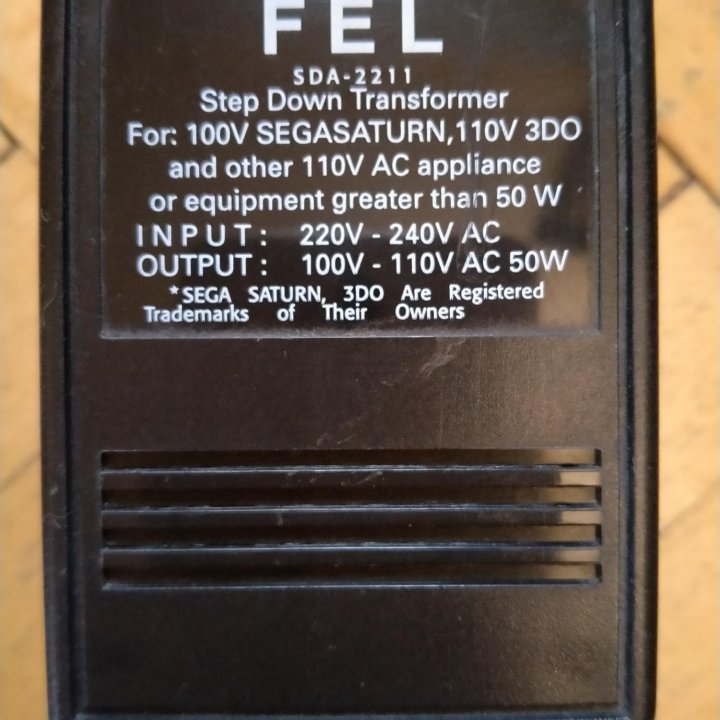 FEL
SDA-2211
Step Down Transformer
For: 100V SEGASATURN,110V 3DO
and other 110V AC appliance
or equipment greater than 50 W
INPUT: 220V - 240V AC
OUTPUT: 100V - 110V AC 50W
*SEGA SATURN, 3DO Are Registered
Trademarks of Their Owners